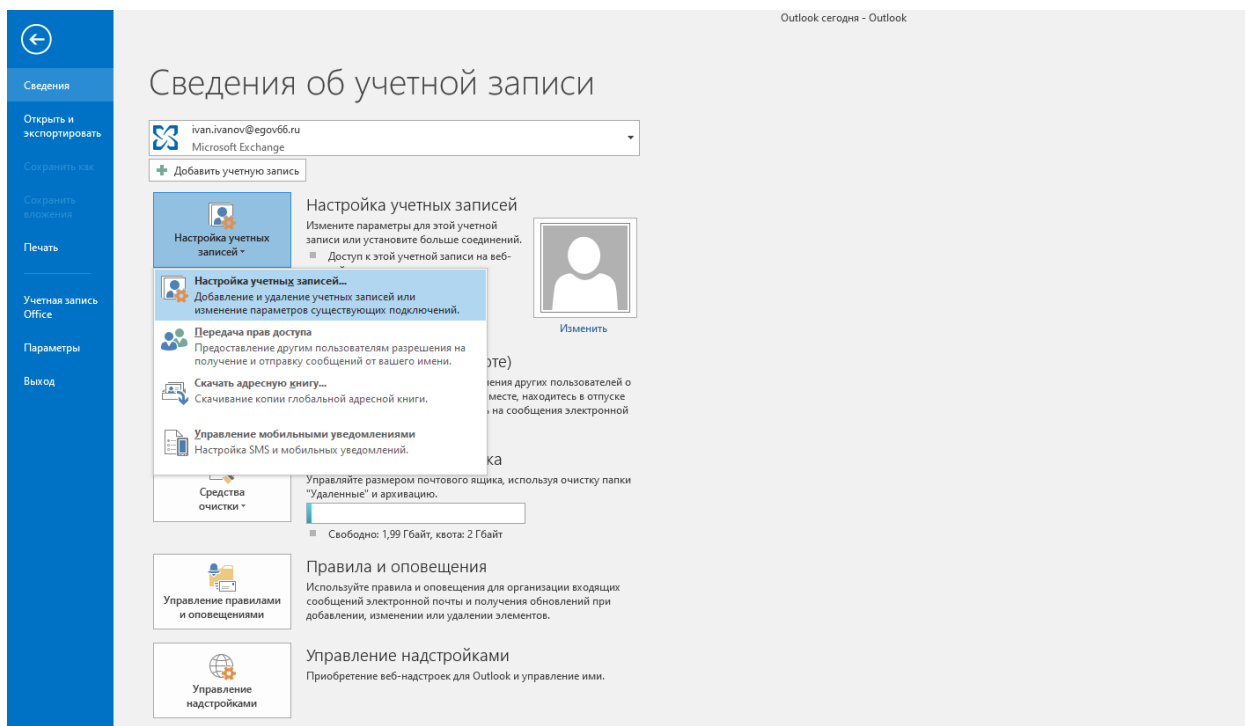 Outlook сегодня - Outlook
Сведения
Открыть и
экспортировать
Сохранить как
Сохранить
вложения
Печать
Учетная запись
Office
Параметры
Выход
Сведения об учетной записи
ivan.ivanov@egov66.ru
Microsoft Exchange
Добавить учетную запись
Настройка учетных
записей
Настройка учетных записей
Измените параметры для этой учетной
записи или установите больше соединений.
Доступ к этой учетной записи на веб-
Изменить
Настройка учетных записей...
Добавление и удаление учетных записей или
изменение параметров существующих подключений.
Передача прав доступа
Предоставление другим пользователям разрешения на
получение и отправку сообщений от вашего имени.
Скачать адресную книгу...
Скачивание копии глобальной адресной книги.
Управление мобильными уведомлениями
Настройка SMS и мобильных уведомлений.
других пользователей о
месте, находитесь в отпуске
на сообщения электронной
Средства
очистки
Управляйте размером почтового ящика, используя очистку папки
"Удаленные" и архивацию.
Свободно: 1,99 Гбайт, квота: 2 Гбайт
Управление правилами
и оповещениями
Правила и оповещения
Используйте правила и оповещения для организации входящих
сообщений электронной почты и получения обновлений при
добавлении, изменении или удалении элементов.
Управление
надстройками
Управление надстройками
Приобретение веб-надстроек для Outlook и управление ими.